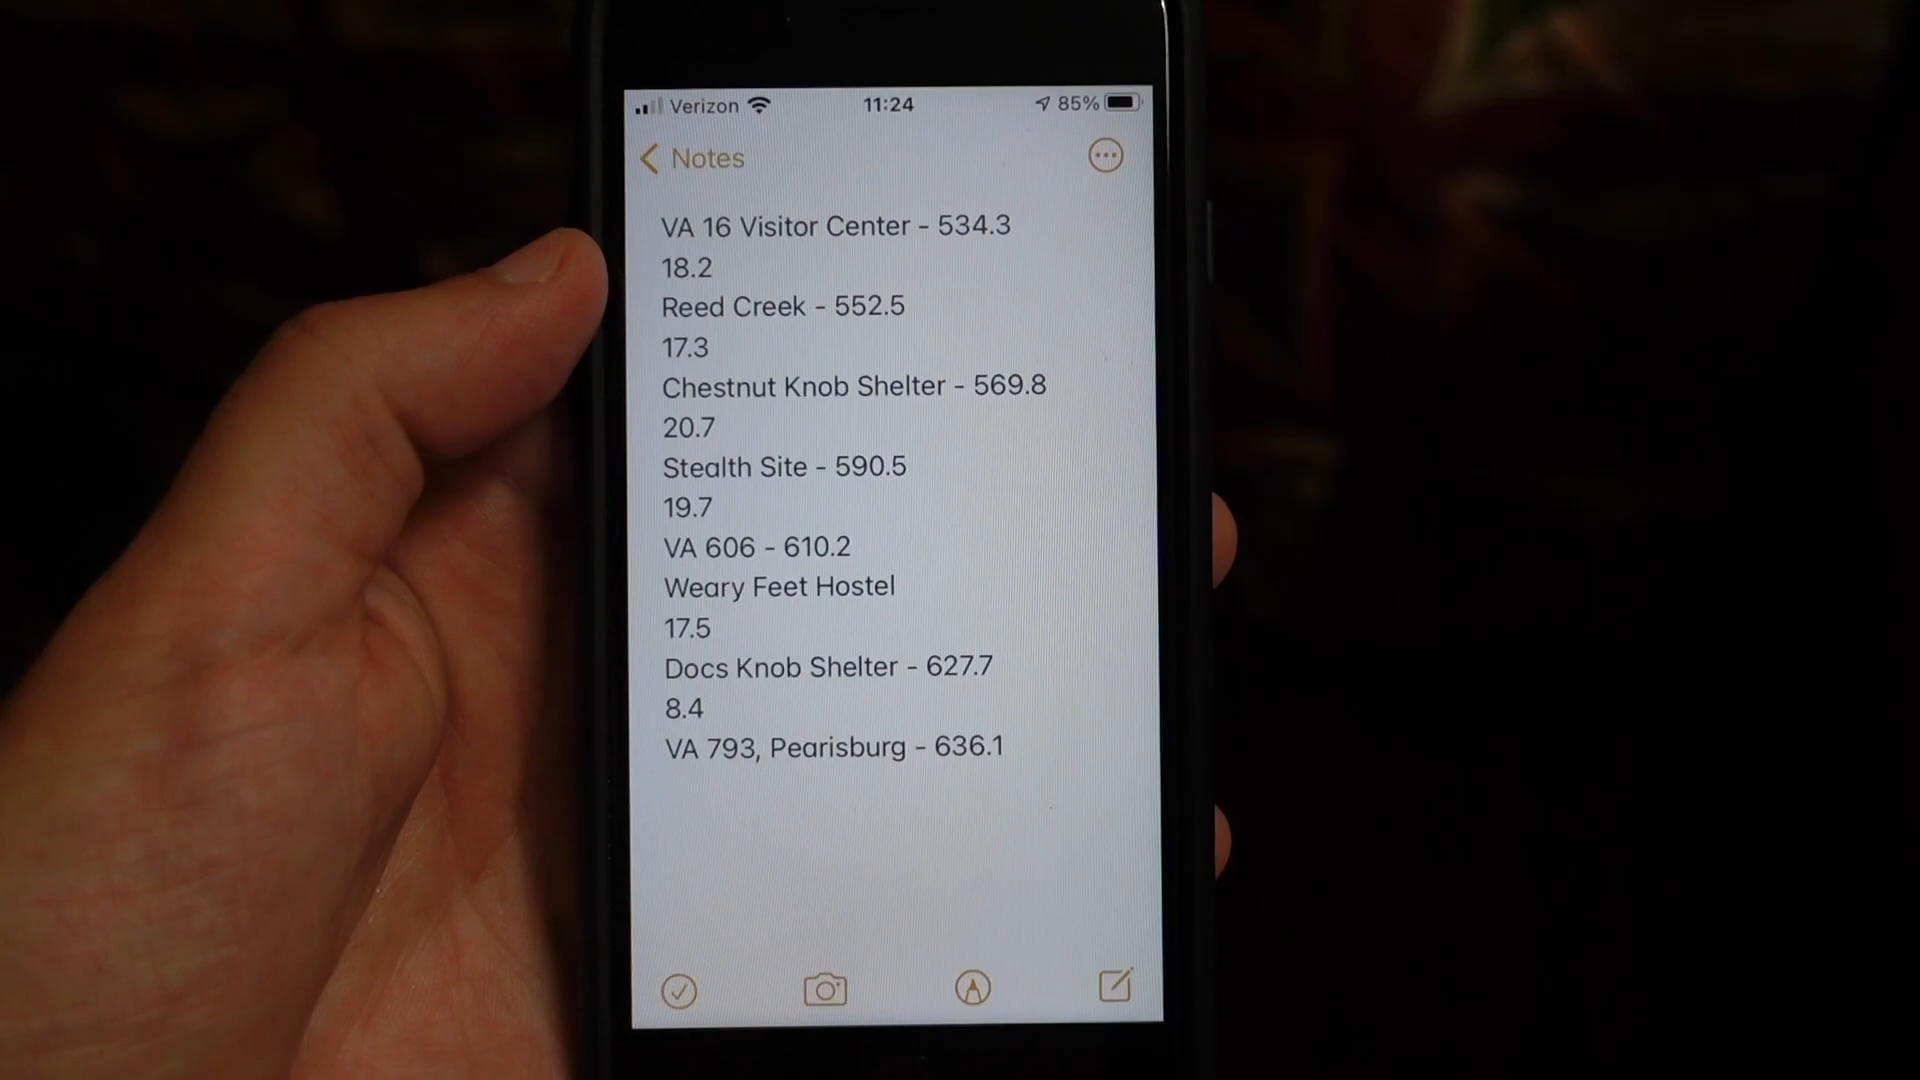 Verizon 11:24 85%
Notes
VA 16 Visitor Center - 534.3
18.2
Reed Creek - 552.5
17.3
Chestnut Knob Shelter - 569.8
20.7
Stealth Site - 590.5
19.7
VA 606 - 610.2
Weary Feet Hostel
17.5
Docs Knob Shelter - 627.7
8.4
VA 793, Pearisburg - 636.1